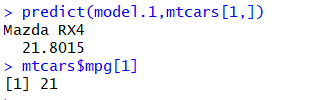 > predict(model.1,mtcars[1,])
Mazda RX4
  21.8015
> mtcars$mpg[1]
[1] 21